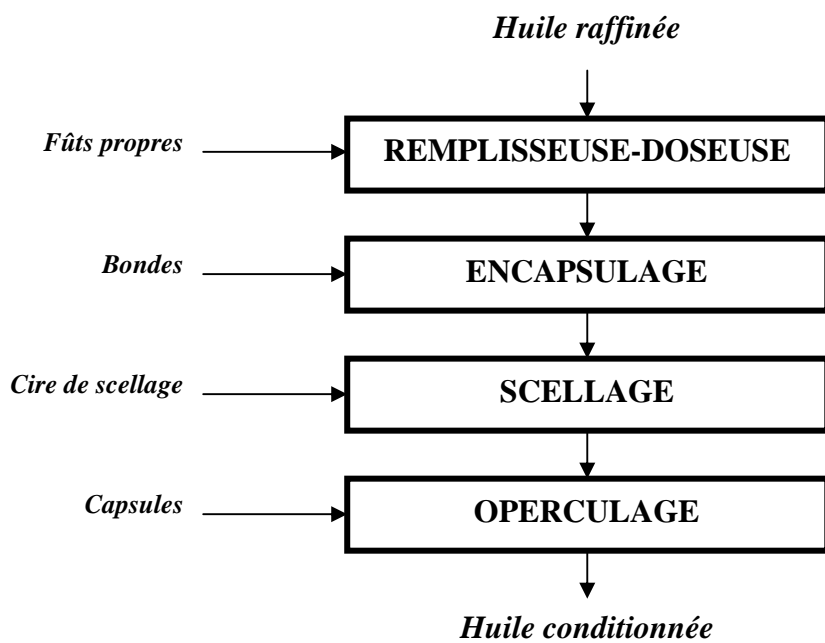 Huile raffinée
Fûts propres
REMPLISSEUSE-DOSEUSE
Bondes
ENCAPSULAGE
Cire de scellage
SCELLAGE
Capsules
OPERCULAGE
Huile conditionnée